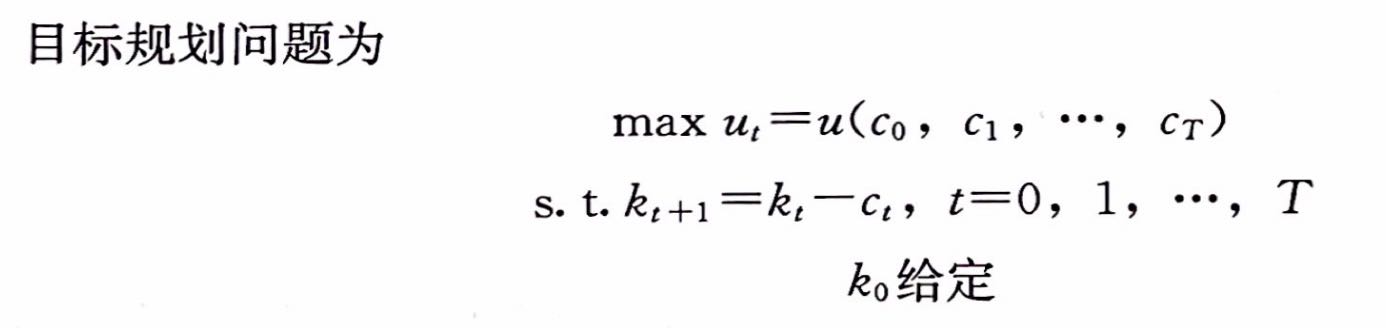 目标规划问题为
max u_t=u(c_0, c_1, ⋯, c_T)
s. t. k_{t+1}=k_t-c_t, t=0, 1, ⋯, T
k_0给定